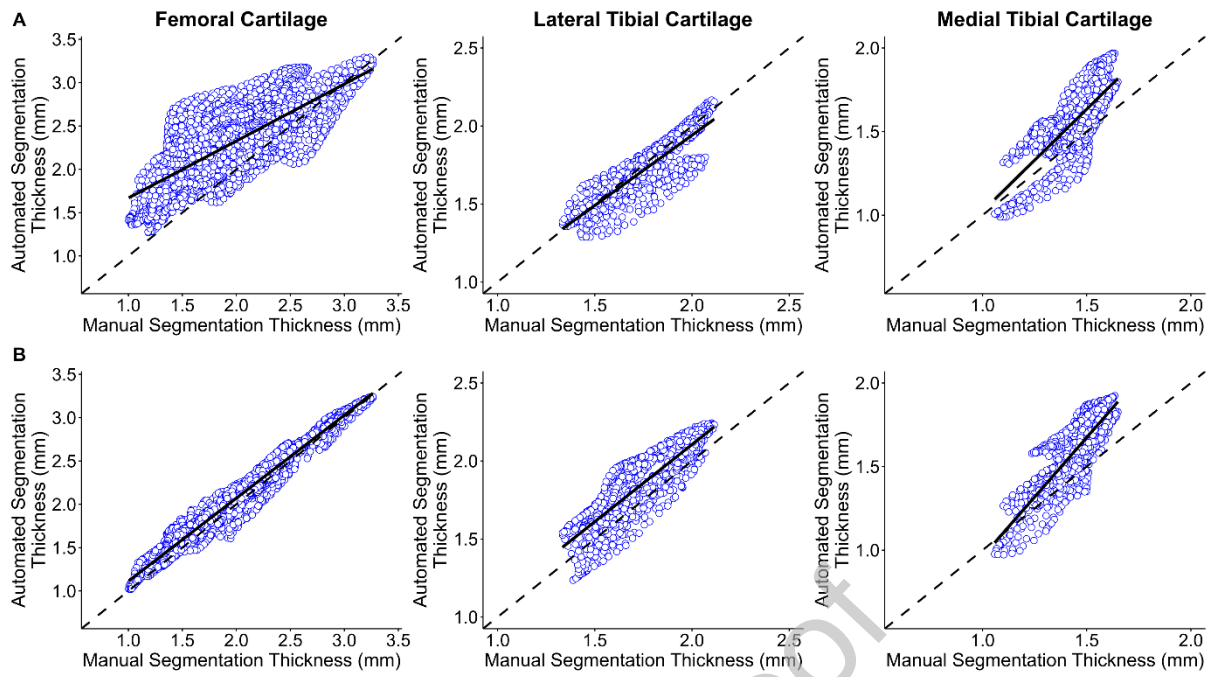 A
Femoral Cartilage
Lateral Tibial Cartilage
Medial Tibial Cartilage
Automated Segmentation
Thickness (mm)
3.5
3.0
2.5
2.0
1.5
1.0
1.0 1.5 2.0 2.5 3.0 3.5
Manual Segmentation Thickness (mm)
Automated Segmentation
Thickness (mm)
2.5
2.0
1.5
1.0
1.0 1.5 2.0 2.5
Manual Segmentation Thickness (mm)
Automated Segmentation
Thickness (mm)
2.0
1.5
1.0
1.0 1.5 2.0
Manual Segmentation Thickness (mm)
B
Automated Segmentation
Thickness (mm)
3.5
3.0
2.5
2.0
1.5
1.0
1.0 1.5 2.0 2.5 3.0 3.5
Manual Segmentation Thickness (mm)
Automated Segmentation
Thickness (mm)
2.5
2.0
1.5
1.0
1.0 1.5 2.0 2.5
Manual Segmentation Thickness (mm)
Automated Segmentation
Thickness (mm)
2.0
1.5
1.0
1.0 1.5 2.0
Manual Segmentation Thickness (mm)